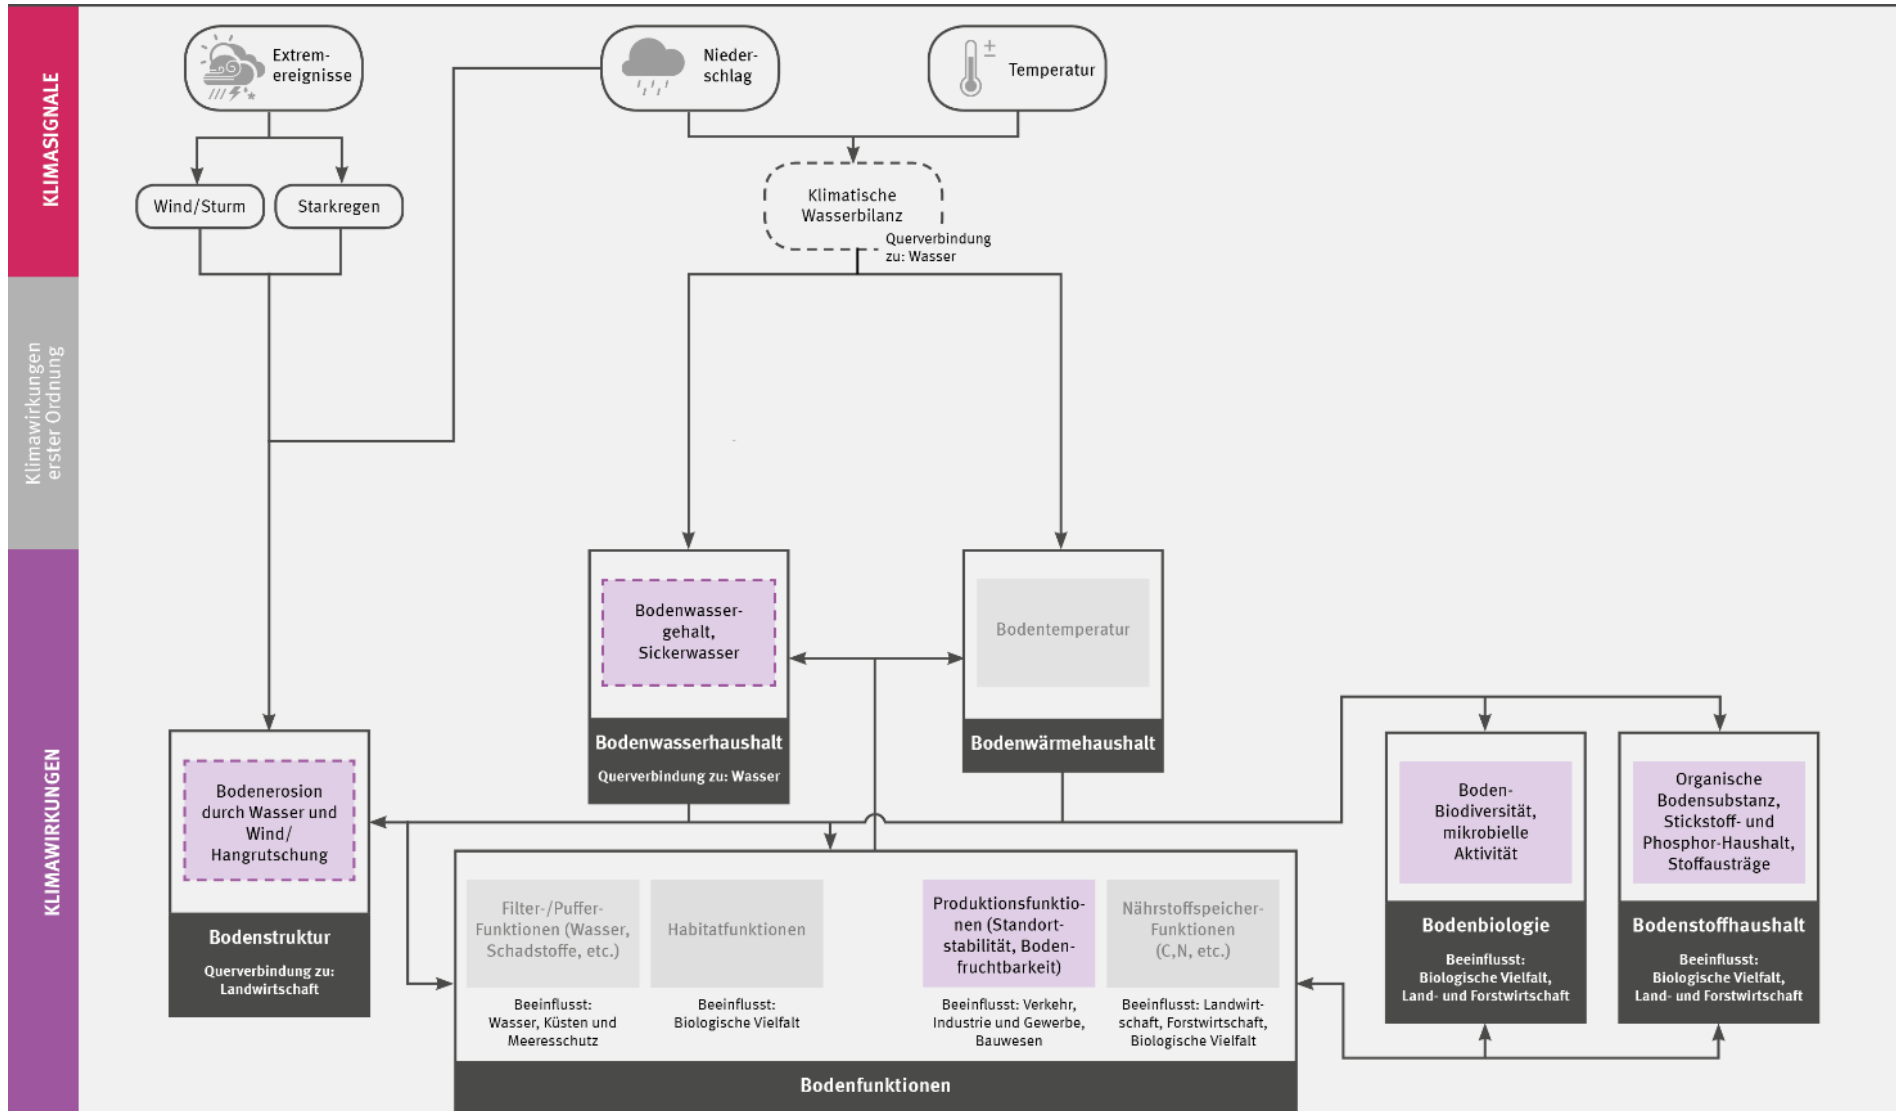 KLIMASIGNALE
Extrem-
ereignisse
Nieder-
schlag
±
Temperatur
Wind/Sturm
Starkregen
Klimatische
Wasserbilanz
Querverbindung
zu: Wasser
Klimawirkungen
erster Ordnung
KLIMAWIRKUNGEN
Bodenwasser-
gehalt,
Sickerwasser
Bodenwasserhaushalt
Querverbindung zu: Wasser
Bodentemperatur
Bodenwärmehaushalt
Bodenerosion
durch Wasser und
Wind/
Hangrutschung
Bodenstruktur
Querverbindung zu:
Landwirtschaft
Filter-/Puffer-
Funktionen (Wasser,
Schadstoffe, etc.)
Beeinflusst:
Wasser, Küsten und
Meeresschutz
Habitatfunktionen
Beeinflusst:
Biologische Vielfalt
Produktionsfunktio-
nen (Standort-
stabilität, Boden-
fruchtbarkeit)
Beeinflusst: Verkehr,
Industrie und Gewerbe,
Bauwesen
Nährstoffspeicher-
Funktionen
(C,N, etc.)
Beeinflusst: Landwirt-
schaft, Forstwirtschaft,
Biologische Vielfalt
Bodenfunktionen
Boden-
Biodiversität,
mikrobielle
Aktivität
Bodenbiologie
Beeinflusst:
Biologische Vielfalt,
Land- und Forstwirtschaft
Organische
Bodensubstanz,
Stickstoff- und
Phosphor-Haushalt,
Stoffausträge
Bodenstoffhaushalt
Beeinflusst:
Biologische Vielfalt,
Land- und Forstwirtschaft